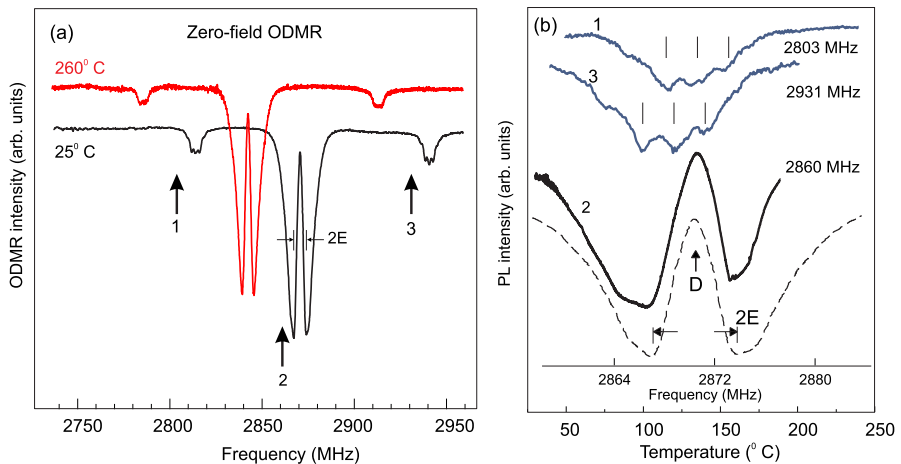 (a)
Zero-field ODMR
260⁰ C
25⁰ C
1
3
2E
2
ODMR intensity (arb. units)
2750 2800 2850 2900 2950
Frequency (MHz)
(b)
1
2803 MHz
3
2931 MHz
2860 MHz
2
D
2E
2864 2872 2880
Frequency (MHz)
PL intensity (arb. units)
50 100 150 200 250
Temperature (⁰ C)